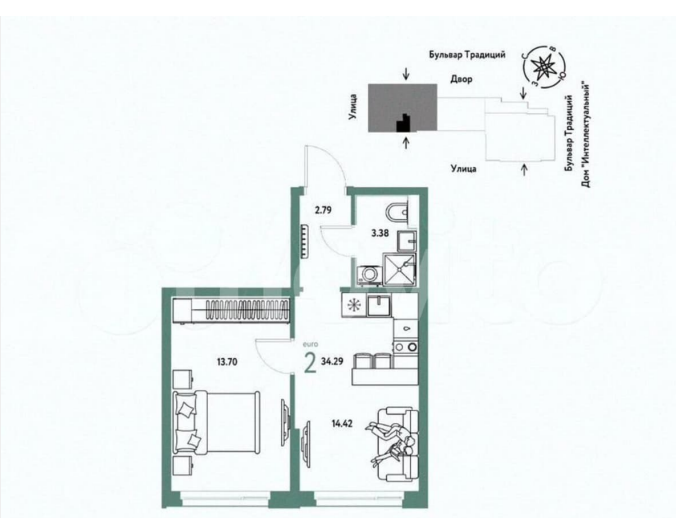 Бульвар Традиций
Двор
Улица
С
В
З
Ю
Улица
Бульвар Традиций
Дом "Интеллектуальный"
2.79
3.38
euro
2
34.29
13.70
14.42
Avito